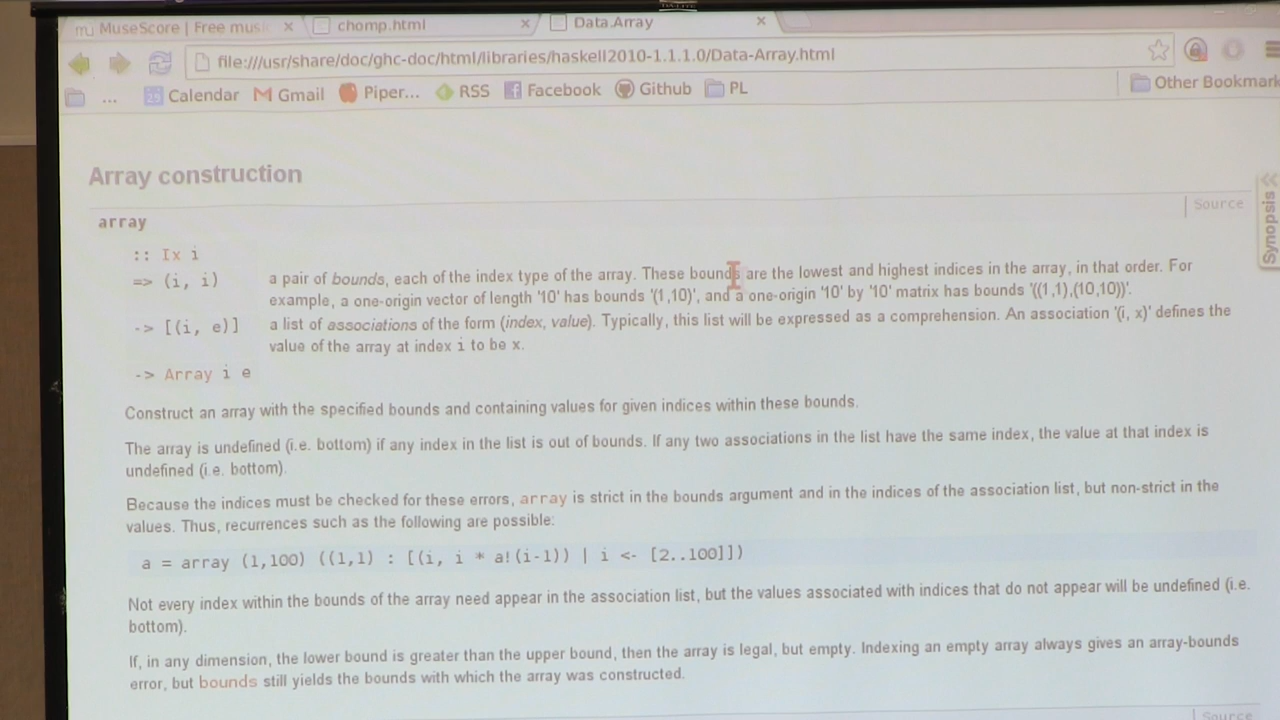 MuseScore | Free musi
chomp.html
Data.Array
file:///usr/share/doc/ghc-doc/html/libraries/haskell2010-1.1.1.0/Data-Array.html
... Calendar Gmail Piper... RSS Facebook Github PL Other Bookmark
Array construction
array
Source
Synopsis
:: Ix i
=> (i, i) a pair of bounds, each of the index type of the array. These bounds are the lowest and highest indices in the array, in that order. For
example, a one-origin vector of length '10' has bounds '(1,10)', and a one-origin '10' by '10' matrix has bounds '((1,1),(10,10))'.
-> [(i, e)] a list of associations of the form (index, value). Typically, this list will be expressed as a comprehension. An association '(i, x)' defines the
value of the array at index i to be x.
-> Array i e
Construct an array with the specified bounds and containing values for given indices within these bounds.
The array is undefined (i.e. bottom) if any index in the list is out of bounds. If any two associations in the list have the same index, the value at that index is
undefined (i.e. bottom).
Because the indices must be checked for these errors, array is strict in the bounds argument and in the indices of the association list, but non-strict in the
values. Thus, recurrences such as the following are possible:
a = array (1,100) ((1,1) : [(i, i * a!(i-1)) | i <- [2..100]])
Not every index within the bounds of the array need appear in the association list, but the values associated with indices that do not appear will be undefined (i.e.
bottom).
If, in any dimension, the lower bound is greater than the upper bound, then the array is legal, but empty. Indexing an empty array always gives an array-bounds
error, but bounds still yields the bounds with which the array was constructed.
Source